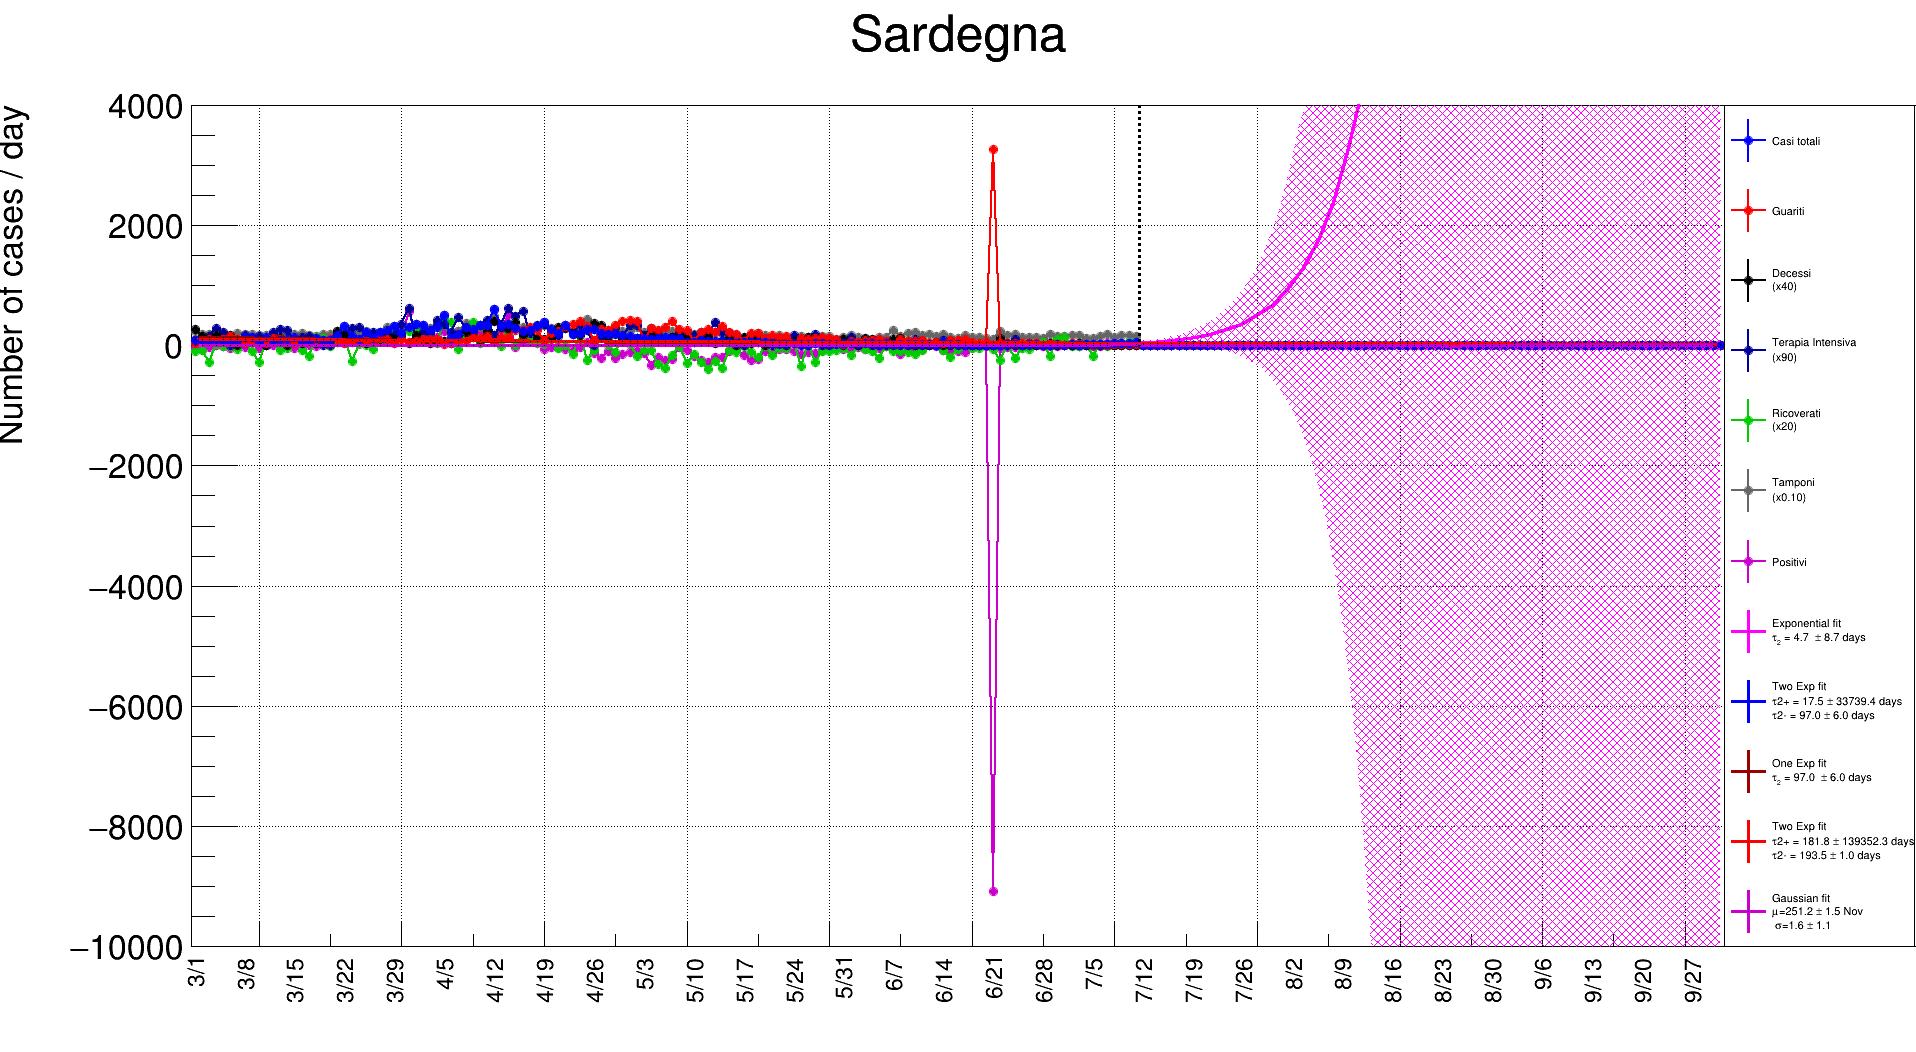 Sardegna
Number of cases / day
4000
2000
0
−2000
−4000
−6000
−8000
−10000
3/1
3/8
3/15
3/22
3/29
4/5
4/12
4/19
4/26
5/3
5/10
5/17
5/24
5/31
6/7
6/14
6/21
6/28
7/5
7/12
7/19
7/26
8/2
8/9
8/16
8/23
8/30
9/6
9/13
9/20
9/27
Casi totali
Guariti
Decessi
(x40)
Terapia Intensiva
(x90)
Ricoverati
(x20)
Tamponi
(x0.10)
Positivi
Exponential fit
τ2 = 4.7 ± 8.7 days
Two Exp fit
τ2+ = 17.5 ± 33739.4 days
τ2- = 97.0 ± 6.0 days
One Exp fit
τ2 = 97.0 ± 6.0 days
Two Exp fit
τ2+ = 181.8 ± 139352.3 days
τ2- = 193.5 ± 1.0 days
Gaussian fit
μ=251.2 ± 1.5 Nov
σ=1.6 ± 1.1